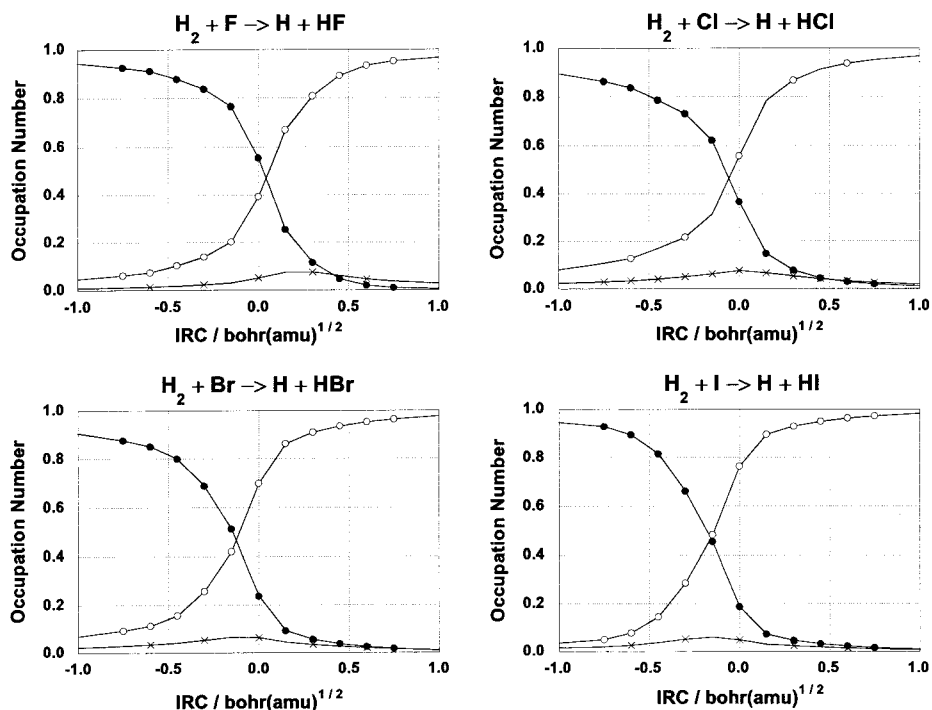 H₂ + F -> H + HF
Occupation Number
1.0
0.8
0.6
0.4
0.2
0.0
-1.0 -0.5 0.0 0.5 1.0
IRC / bohr(amu)^1/2
H₂ + Cl -> H + HCl
Occupation Number
1.0
0.8
0.6
0.4
0.2
0.0
-1.0 -0.5 0.0 0.5 1.0
IRC / bohr(amu)^1/2
H₂ + Br -> H + HBr
Occupation Number
1.0
0.8
0.6
0.4
0.2
0.0
-1.0 -0.5 0.0 0.5 1.0
IRC / bohr(amu)^1/2
H₂ + I -> H + HI
Occupation Number
1.0
0.8
0.6
0.4
0.2
0.0
-1.0 -0.5 0.0 0.5 1.0
IRC / bohr(amu)^1/2